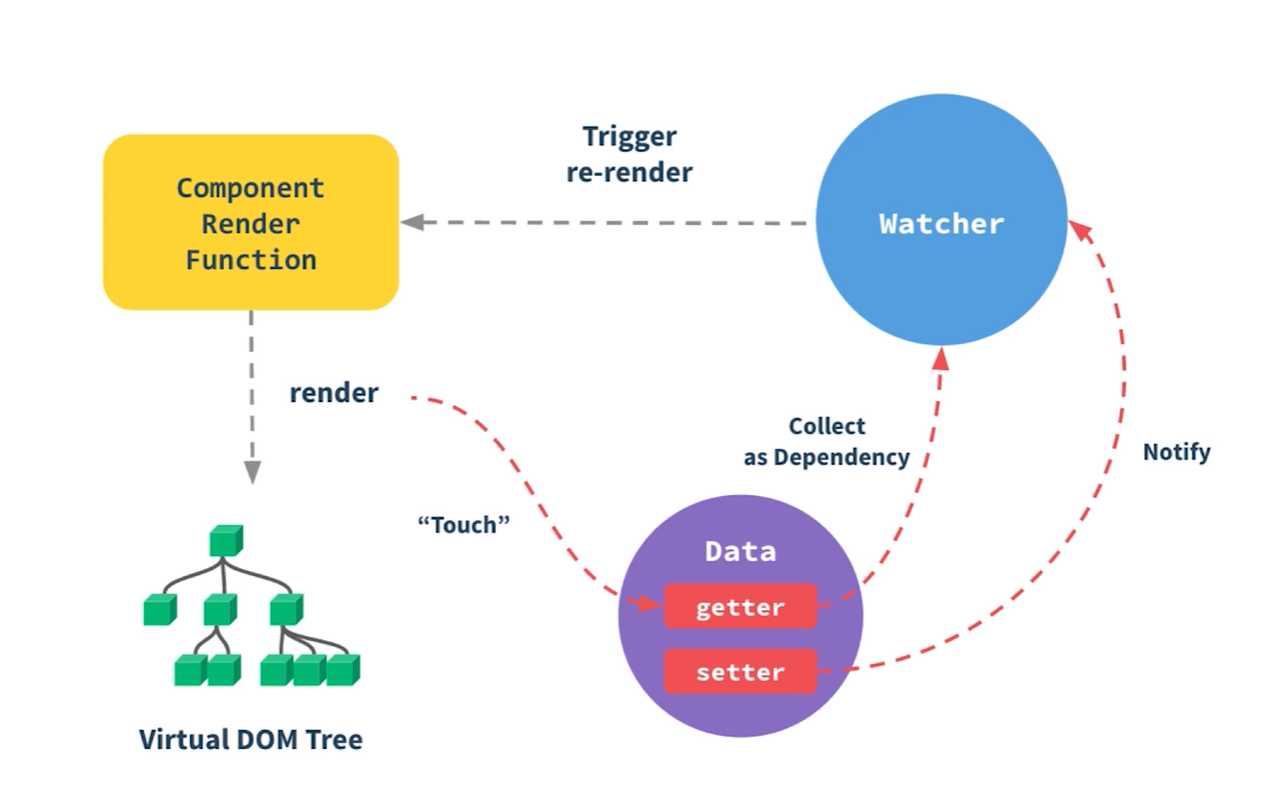 Trigger
re-render
Component
Render
Function
Watcher
render
Collect
as Dependency
Notify
“Touch”
Data
getter
setter
Virtual DOM Tree